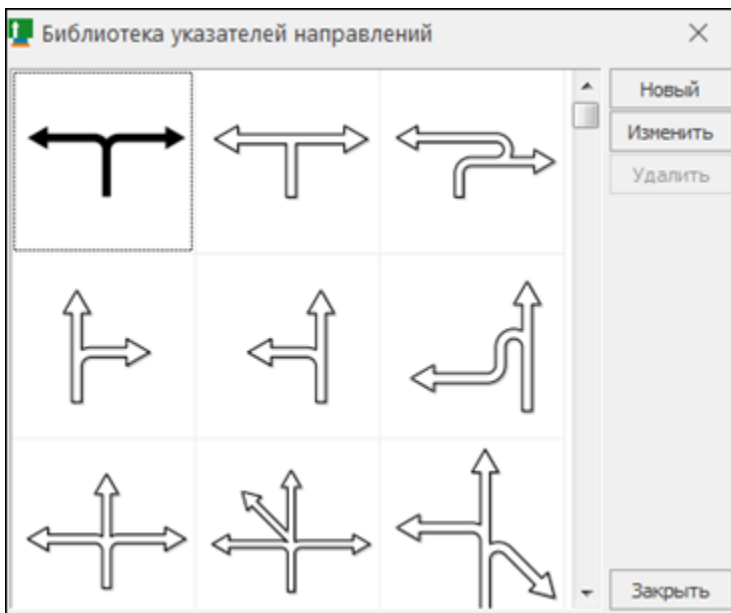 Библиотека указателей направлений
Новый
Изменить
Удалить
Закрыть